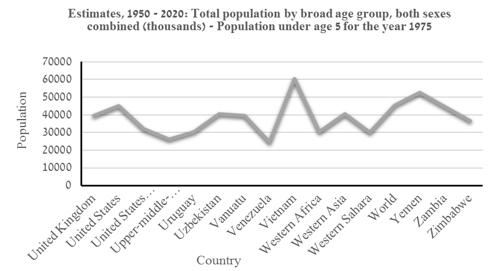 Estimates, 1950 - 2020: Total population by broad age group, both sexes
combined (thousands) - Population under age 5 for the year 1975
70000
60000
50000
40000
30000
20000
10000
0
Population
United Kingdom
United States
United States…
Upper-middle-…
Uruguay
Uzbekistan
Vanuatu
Venezuela
Vietnam
Western Africa
Western Asia
Western Sahara
World
Yemen
Zambia
Zimbabwe
Country